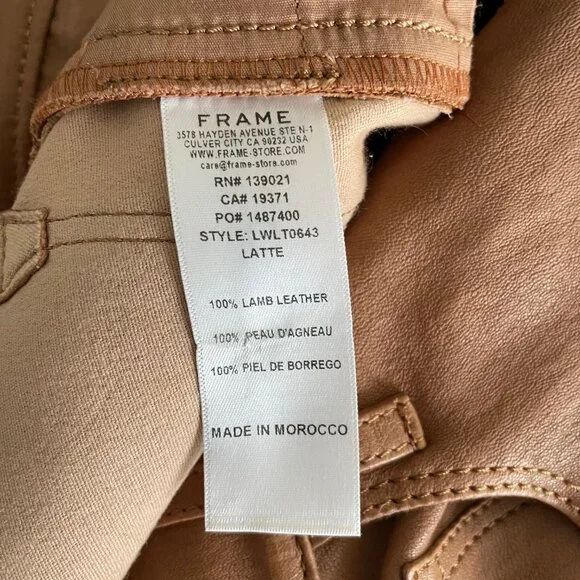 FRAME
3578 HAYDEN AVENUE STE N-1
CULVER CITY CA 90232 USA
WWW.FRAME-STORE.COM
care@frame-store.com
RN# 139021
CA# 19371
PO# 1487400
STYLE: LWLT0643
LATTE
100% LAMB LEATHER
100% PEAU D'AGNEAU
100% PIEL DE BORREGO
MADE IN MOROCCO